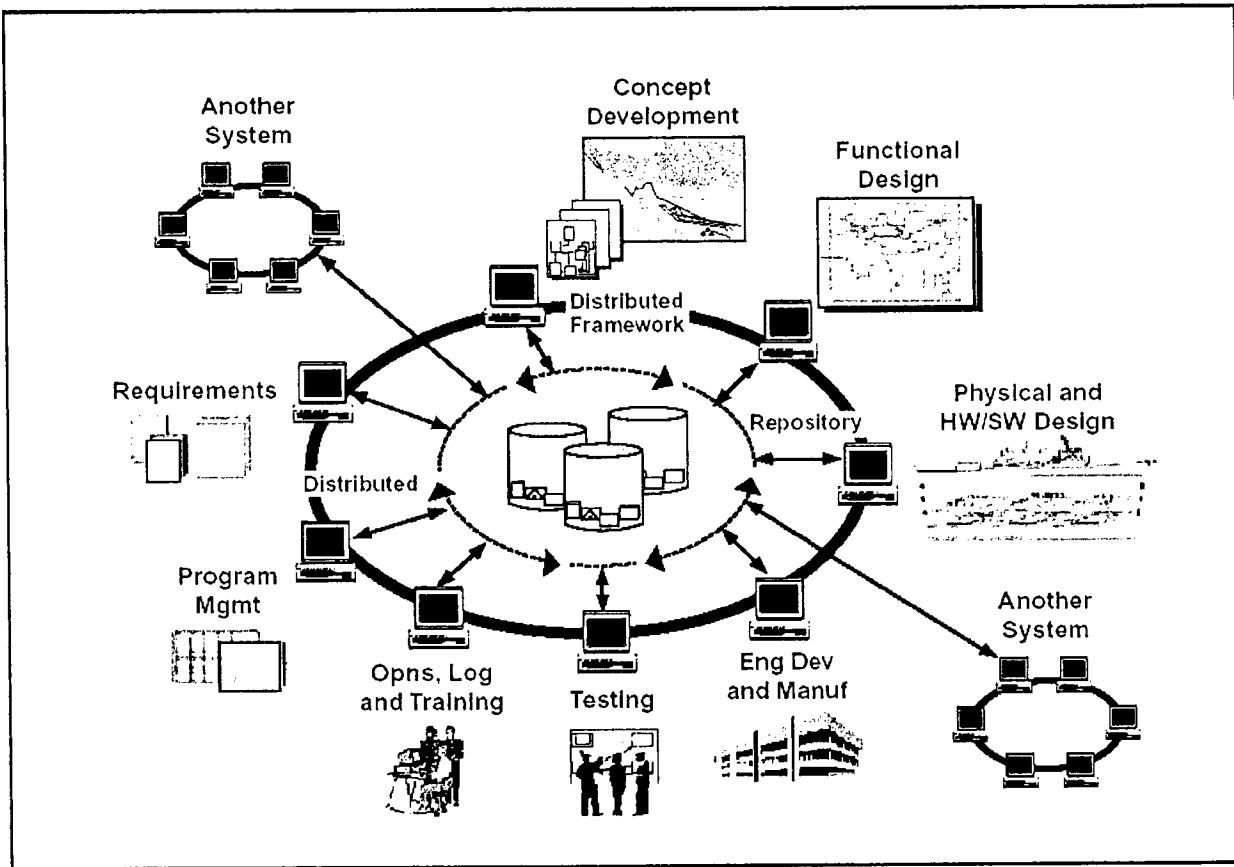 Concept
Development
Another
System
Functional
Design
Distributed
Framework
Requirements
Physical and
HW/SW Design
Repository
Distributed
Program
Mgmt
Another
System
Opns, Log
and Training
Testing
Eng Dev
and Manuf